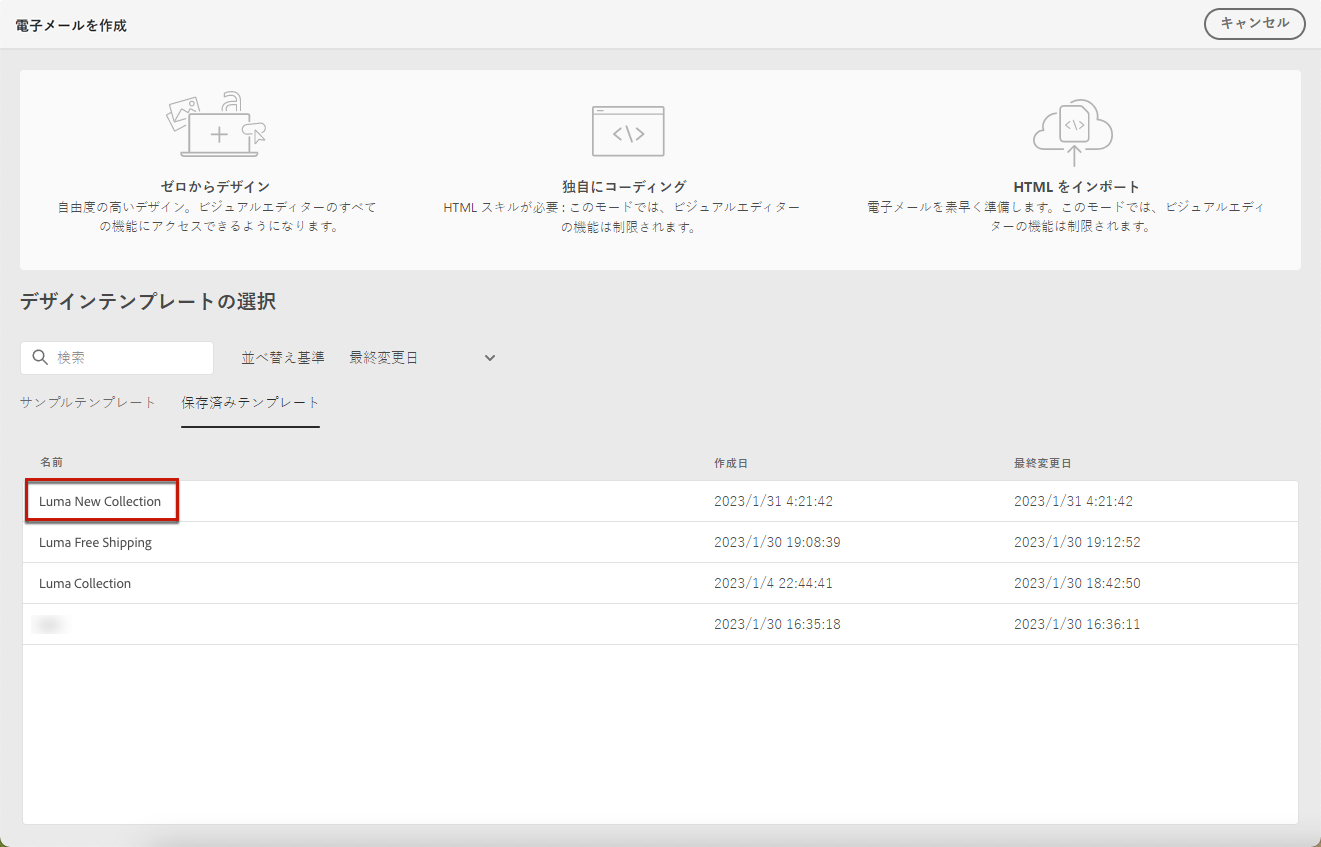 電子メールを作成
キャンセル
ゼロからデザイン
自由度の高いデザイン。ビジュアルエディターのすべて
の機能にアクセスできるようになります。
独自にコーディング
HTML スキルが必要 : このモードでは、ビジュアルエディター
の機能は制限されます。
HTML をインポート
電子メールを素早く準備します。このモードでは、ビジュアルエディ
ターの機能は制限されます。
デザインテンプレートの選択
検索
並べ替え基準 最終変更日
サンプルテンプレート 保存済みテンプレート
名前 作成日 最終変更日
Luma New Collection 2023/1/31 4:21:42 2023/1/31 4:21:42
Luma Free Shipping 2023/1/30 19:08:39 2023/1/30 19:12:52
Luma Collection 2023/1/4 22:44:41 2023/1/30 18:42:50
2023/1/30 16:35:18 2023/1/30 16:36:11